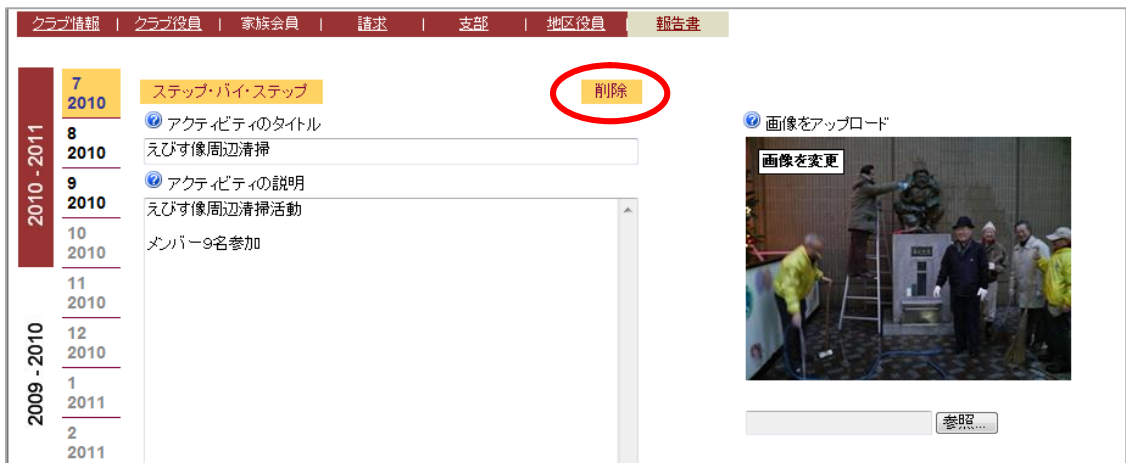 クラブ情報 | クラブ役員 | 家族会員 | 請求 | 支部 | 地区役員 | 報告書
2010 - 2011
2009 - 2010
7
2010
8
2010
9
2010
10
2010
11
2010
12
2010
1
2011
2
2011
ステップ・バイ・ステップ
削除
アクティビティのタイトル
えびす像周辺清掃
アクティビティの説明
えびす像周辺清掃活動
メンバー9名参加
画像をアップロード
画像を変更
参照...